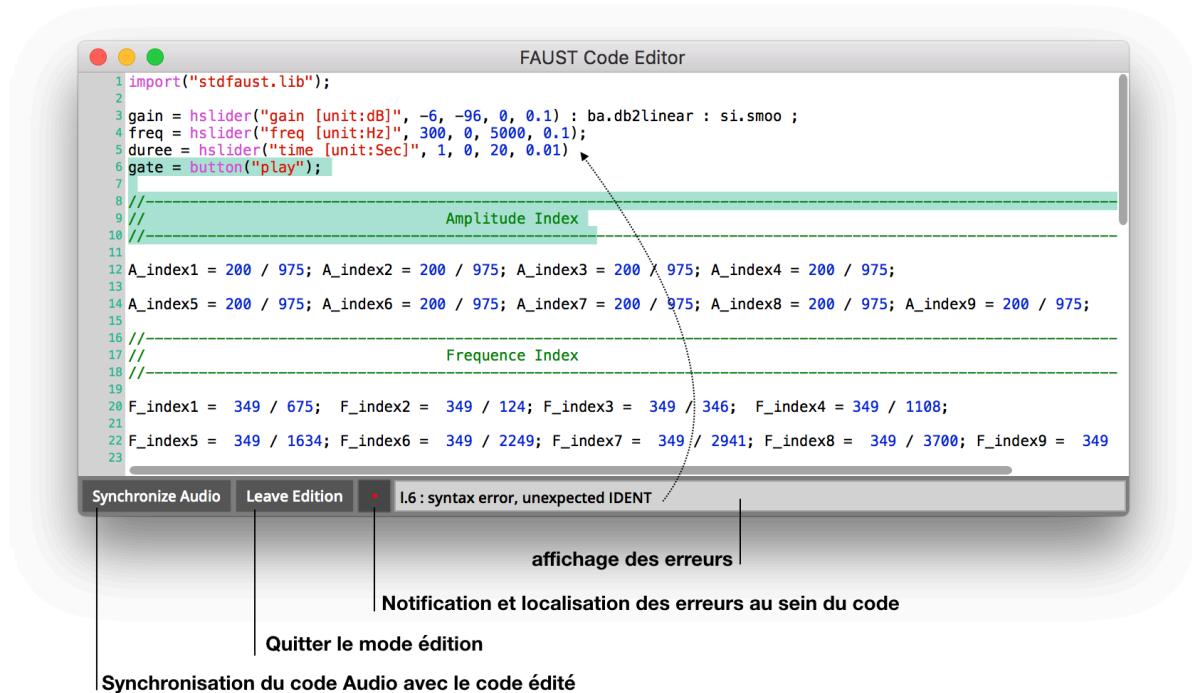 FAUST Code Editor
1 import("stdfaust.lib");
2
3 gain = hslider("gain [unit:dB]", -6, -96, 0, 0.1) : ba.db2linear : si.smoo ;
4 freq = hslider("freq [unit:Hz]", 300, 0, 5000, 0.1);
5 duree = hslider("time [unit:Sec]", 1, 0, 20, 0.01)
6 gate = button("play");
7
8 //------------------------------------------------------------------------------------------------------------
9 // Amplitude Index
10 //------------------------------------------------------------------------------------------------------------
11
12 A_index1 = 200 / 975; A_index2 = 200 / 975; A_index3 = 200 / 975; A_index4 = 200 / 975;
13
14 A_index5 = 200 / 975; A_index6 = 200 / 975; A_index7 = 200 / 975; A_index8 = 200 / 975; A_index9 = 200 / 975;
15
16 //------------------------------------------------------------------------------------------------------------
17 // Frequence Index
18 //------------------------------------------------------------------------------------------------------------
19
20 F_index1 = 349 / 675; F_index2 = 349 / 124; F_index3 = 349 / 346; F_index4 = 349 / 1108;
21
22 F_index5 = 349 / 1634; F_index6 = 349 / 2249; F_index7 = 349 / 2941; F_index8 = 349 / 3700; F_index9 = 349
23
Synchronize Audio Leave Edition l.6 : syntax error, unexpected IDENT
affichage des erreurs
Notification et localisation des erreurs au sein du code
Quitter le mode édition
Synchronisation du code Audio avec le code édité